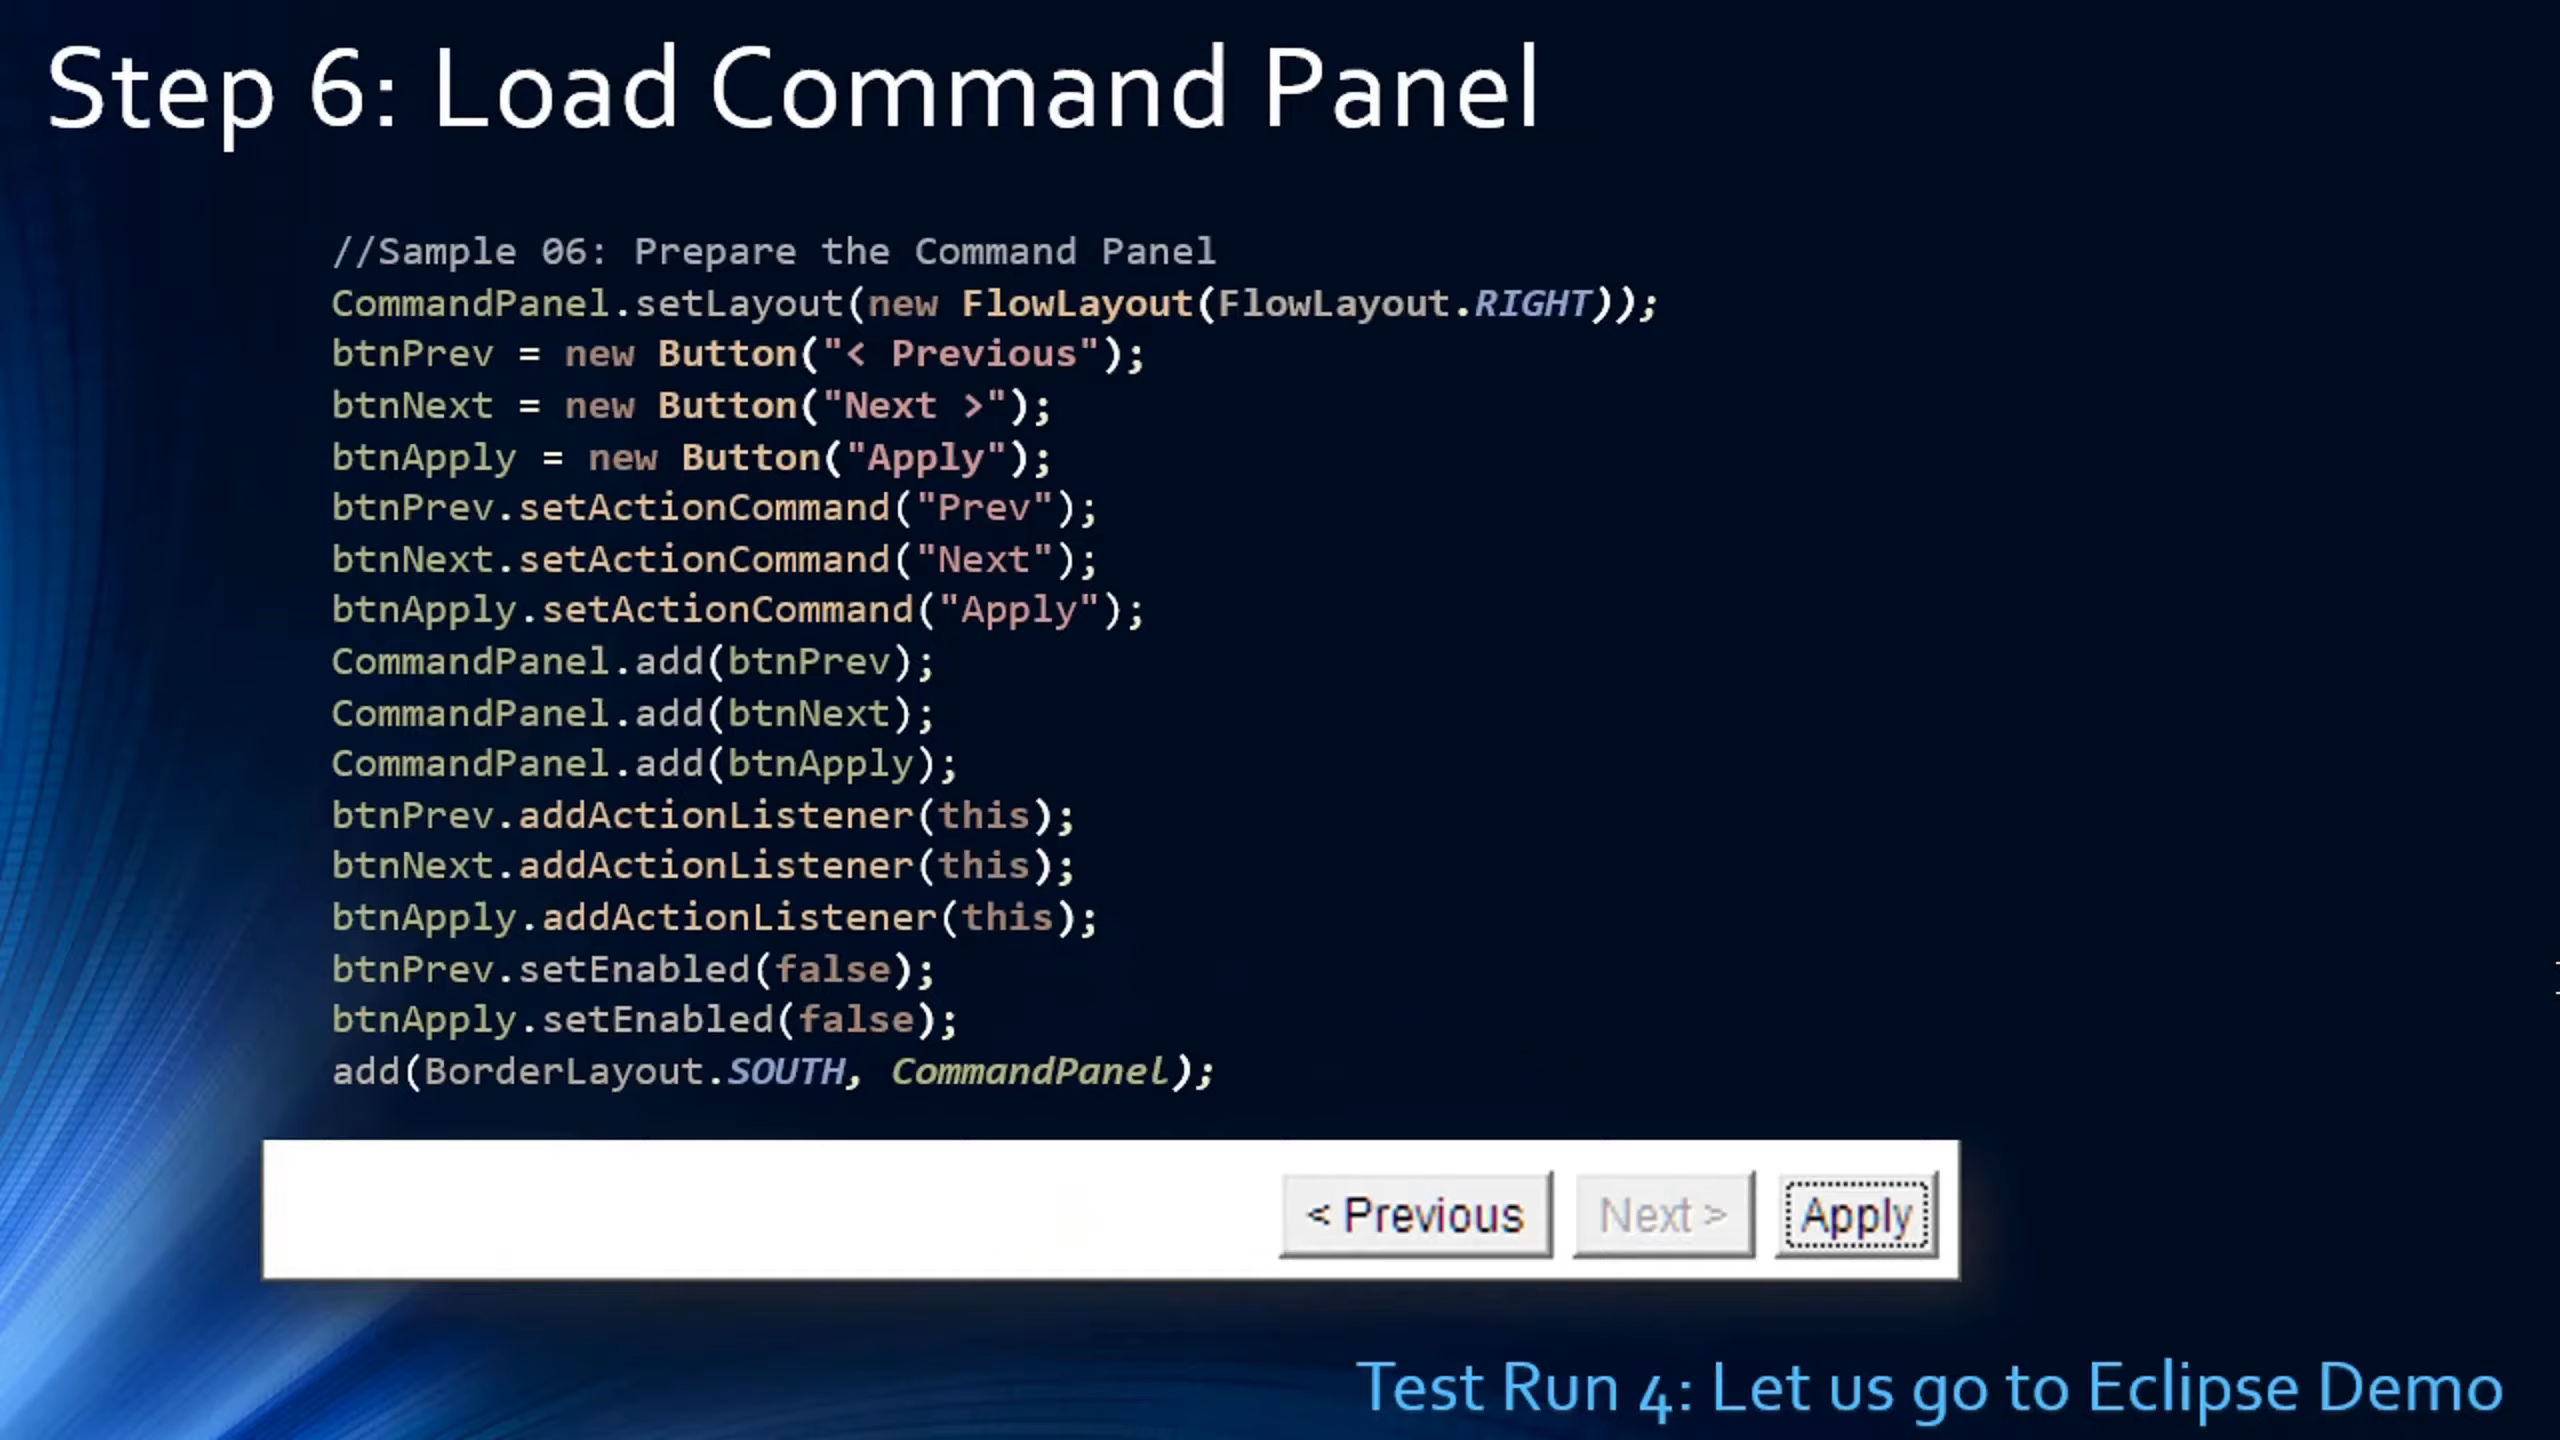 Step 6: Load Command Panel
//Sample 06: Prepare the Command Panel
CommandPanel.setLayout(new FlowLayout(FlowLayout.RIGHT));
btnPrev = new Button("< Previous");
btnNext = new Button("Next >");
btnApply = new Button("Apply");
btnPrev.setActionCommand("Prev");
btnNext.setActionCommand("Next");
btnApply.setActionCommand("Apply");
CommandPanel.add(btnPrev);
CommandPanel.add(btnNext);
CommandPanel.add(btnApply);
btnPrev.addActionListener(this);
btnNext.addActionListener(this);
btnApply.addActionListener(this);
btnPrev.setEnabled(false);
btnApply.setEnabled(false);
add(BorderLayout.SOUTH, CommandPanel);
< Previous Next > Apply
Test Run 4: Let us go to Eclipse Demo